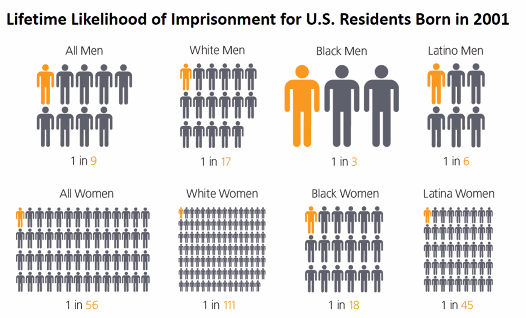 Lifetime Likelihood of Imprisonment for U.S. Residents Born in 2001
All Men
White Men
Black Men
Latino Men
1 in 9
1 in 17
1 in 3
1 in 6
All Women
White Women
Black Women
Latina Women
1 in 56
1 in 111
1 in 18
1 in 45